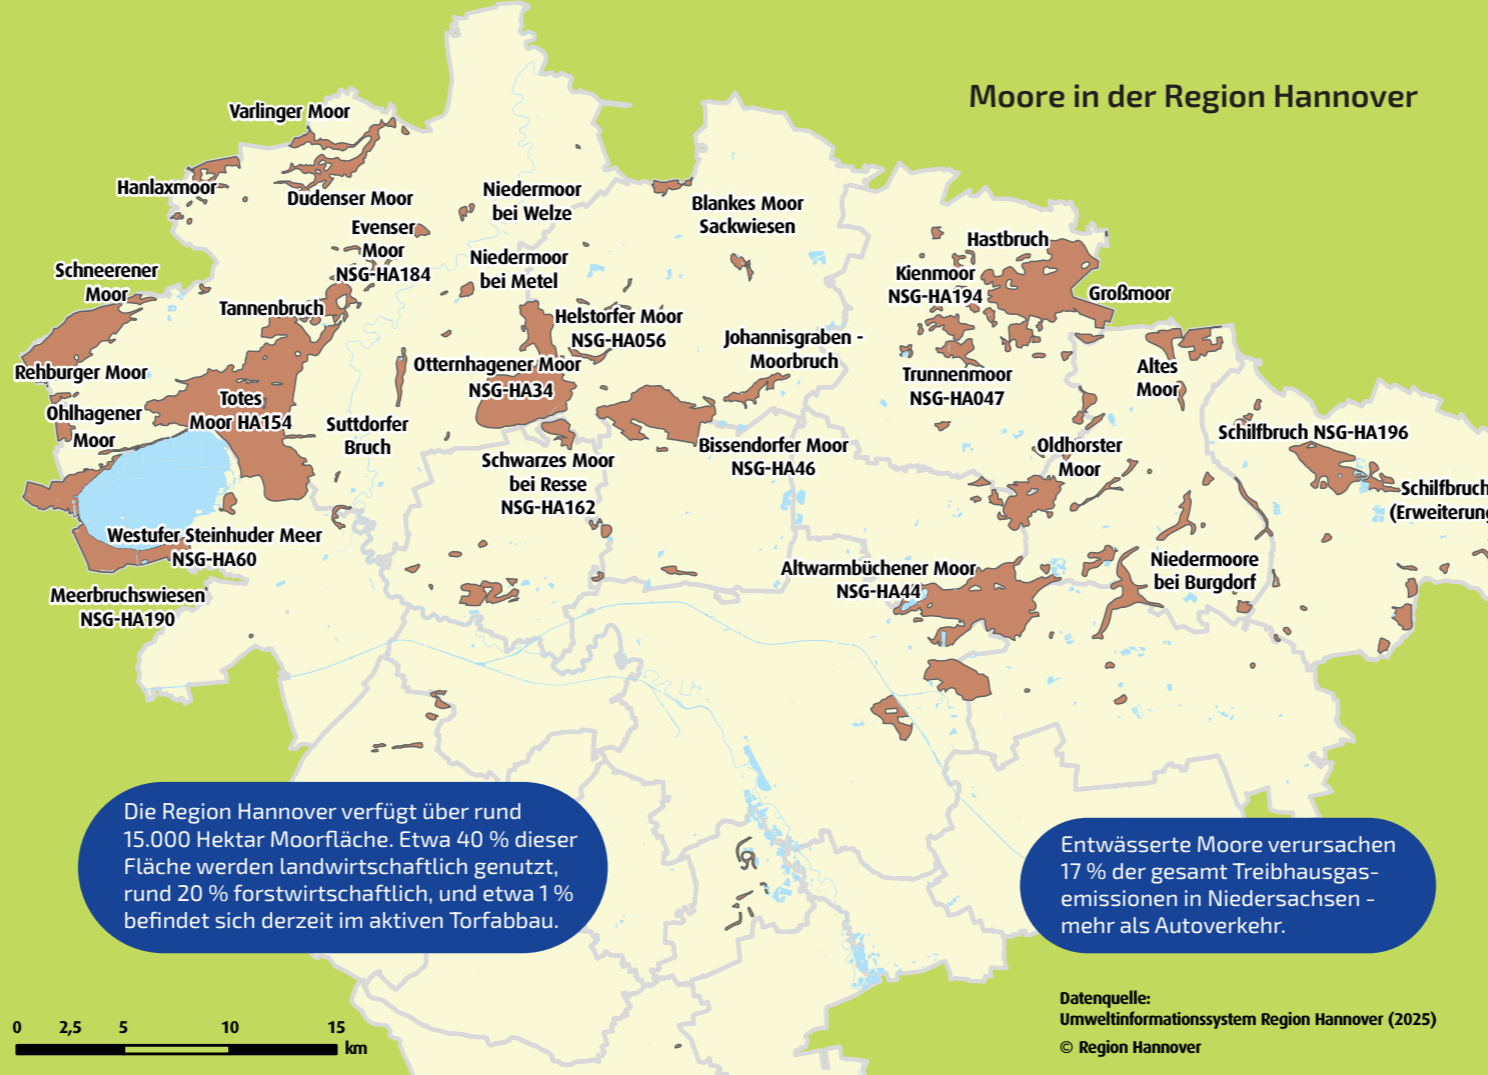 Moore in der Region Hannover
Varlinger Moor
Hanlaxmoor
Dudenser Moor
Evenser
Moor
NSG-HA184
Niedermoor
bei Welze
Niedermoor
bei Metel
Blankes Moor
Sackwiesen
Hastbruch
Kienmoor
NSG-HA194
Großmoor
Schneerener
Moor
Tannenbruch
Helstorfer Moor
NSG-HA056
Johannisgraben -
Moorbruch
Rehburger Moor
Otternhagener Moor
NSG-HA34
Trunnenmoor
NSG-HA047
Altes
Moor
Totes
Moor HA154
Ohlhagener
Moor
Suttdorfer
Bruch
Schwarzes Moor
bei Resse
NSG-HA162
Bissendorfer Moor
NSG-HA46
Oldhorster
Moor
Schilfbruch NSG-HA196
Schilfbruch
(Erweiterung
Westufer Steinhuder Meer
NSG-HA60
Meerbruchswiesen
NSG-HA190
Altwarmbüchener Moor
NSG-HA44
Niedermoore
bei Burgdorf
Die Region Hannover verfügt über rund
15.000 Hektar Moorfläche. Etwa 40 % dieser
Fläche werden landwirtschaftlich genutzt,
rund 20 % forstwirtschaftlich, und etwa 1 %
befindet sich derzeit im aktiven Torfabbau.
Entwässerte Moore verursachen
17 % der gesamt Treibhausgas-
emissionen in Niedersachsen -
mehr als Autoverkehr.
0 2,5 5 10 15
km
Datenquelle:
Umweltinformationssystem Region Hannover (2025)
© Region Hannover